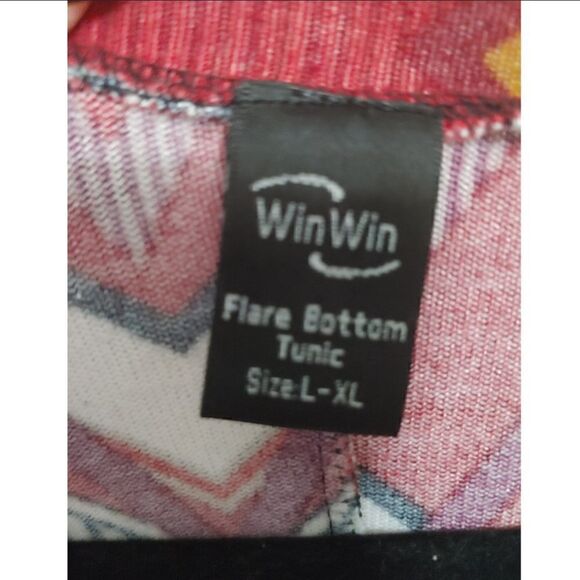 WinWin
Flare Bottom
Tunic
Size:L-XL